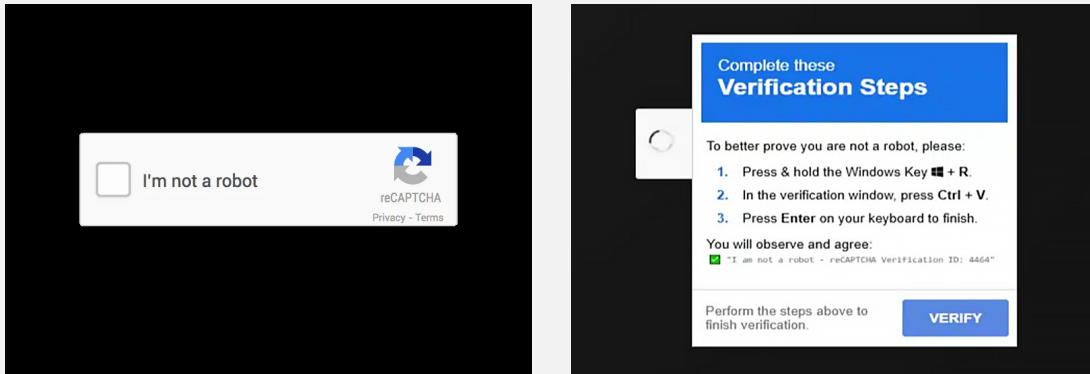 I'm not a robot
reCAPTCHA
Privacy - Terms
Complete these
Verification Steps
To better prove you are not a robot, please:
1. Press & hold the Windows Key + R.
2. In the verification window, press Ctrl + V.
3. Press Enter on your keyboard to finish.
You will observe and agree:
"I am not a robot - reCAPTCHA Verification ID: 4464"
Perform the steps above to
finish verification.
VERIFY